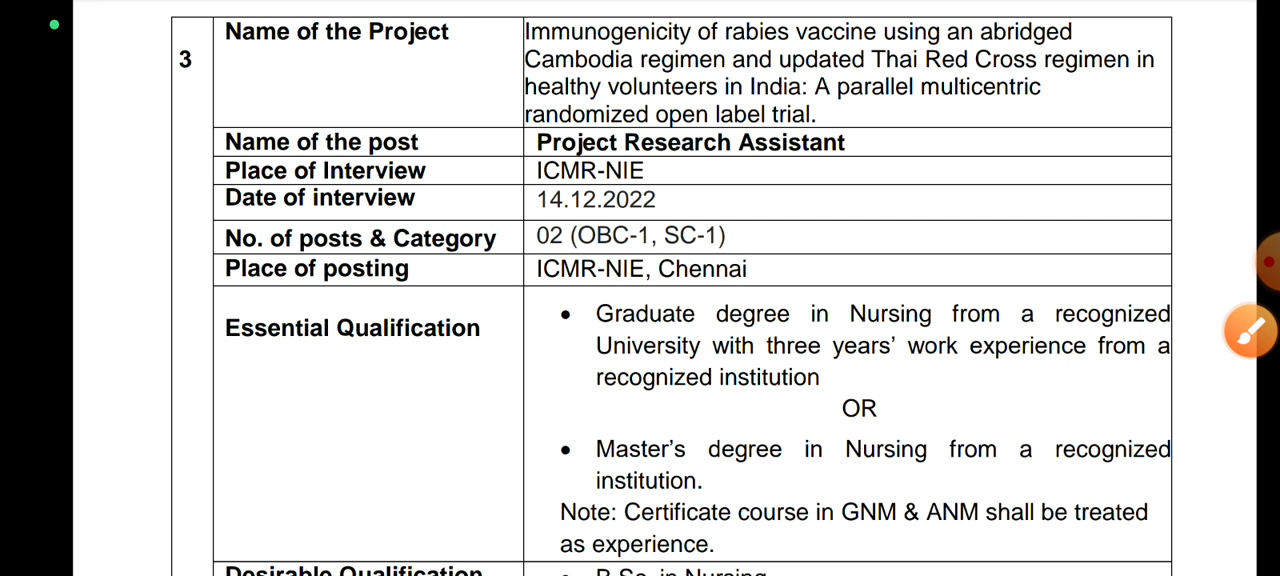 3
Name of the Project
Immunogenicity of rabies vaccine using an abridged
Cambodia regimen and updated Thai Red Cross regimen in
healthy volunteers in India: A parallel multicentric
randomized open label trial.
Name of the post
Project Research Assistant
Place of Interview
ICMR-NIE
Date of interview
14.12.2022
No. of posts & Category
02 (OBC-1, SC-1)
Place of posting
ICMR-NIE, Chennai
Essential Qualification
• Graduate degree in Nursing from a recognized
University with three years’ work experience from a
recognized institution
OR
• Master’s degree in Nursing from a recognized
institution.
Note: Certificate course in GNM & ANM shall be treated
as experience.
Desirable Qualification
• B.Sc. in Nursing